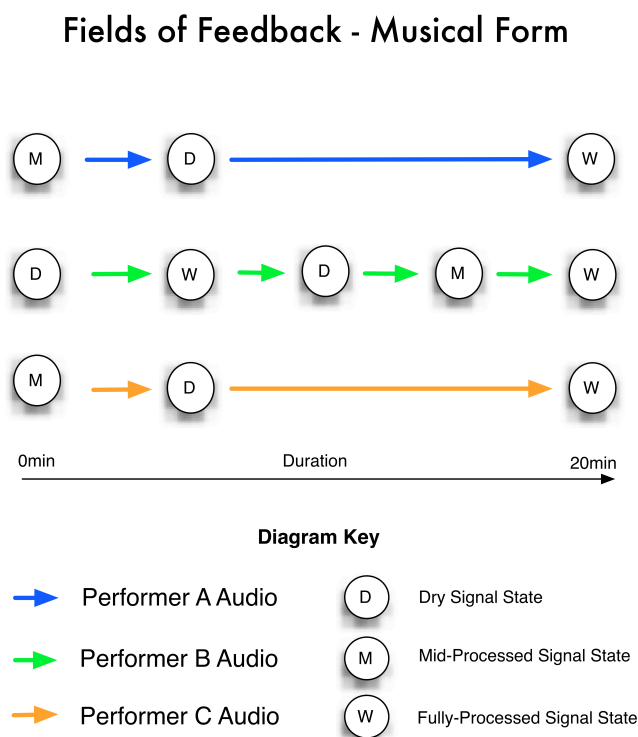 Fields of Feedback - Musical Form
M D W
D W D M W
M D W
0min Duration 20min
Diagram Key
Performer A Audio D Dry Signal State
Performer B Audio M Mid-Processed Signal State
Performer C Audio W Fully-Processed Signal State